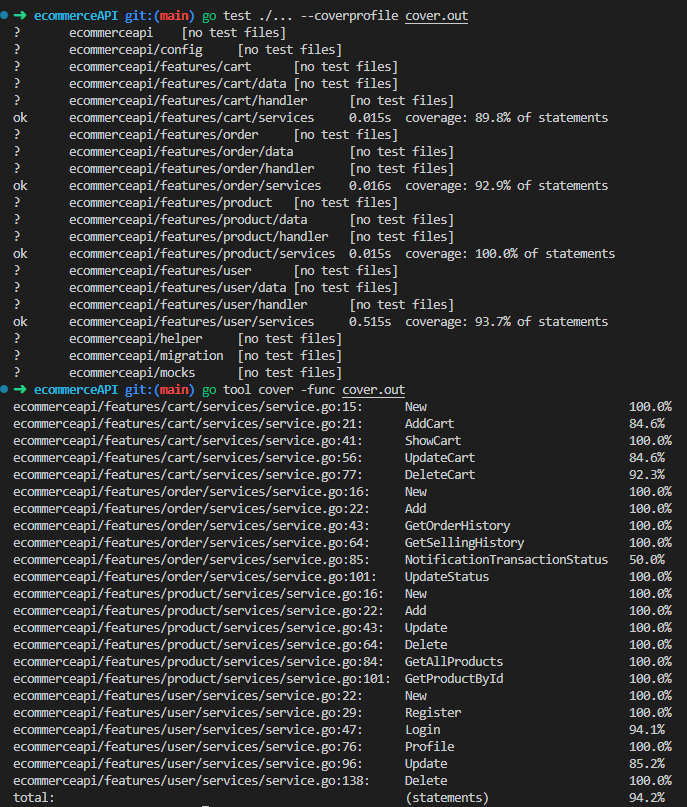 ➜ ecommerceAPI git:(main) go test ./... --coverprofile cover.out
? ecommerceapi [no test files]
? ecommerceapi/config [no test files]
? ecommerceapi/features/cart [no test files]
? ecommerceapi/features/cart/data [no test files]
? ecommerceapi/features/cart/handler [no test files]
ok ecommerceapi/features/cart/services 0.015s coverage: 89.8% of statements
? ecommerceapi/features/order [no test files]
? ecommerceapi/features/order/data [no test files]
? ecommerceapi/features/order/handler [no test files]
ok ecommerceapi/features/order/services 0.016s coverage: 92.9% of statements
? ecommerceapi/features/product [no test files]
? ecommerceapi/features/product/data [no test files]
? ecommerceapi/features/product/handler [no test files]
ok ecommerceapi/features/product/services 0.015s coverage: 100.0% of statements
? ecommerceapi/features/user [no test files]
? ecommerceapi/features/user/data [no test files]
? ecommerceapi/features/user/handler [no test files]
ok ecommerceapi/features/user/services 0.515s coverage: 93.7% of statements
? ecommerceapi/helper [no test files]
? ecommerceapi/migration [no test files]
? ecommerceapi/mocks [no test files]
➜ ecommerceAPI git:(main) go tool cover -func cover.out
ecommerceapi/features/cart/services/service.go:15: New 100.0%
ecommerceapi/features/cart/services/service.go:21: AddCart 84.6%
ecommerceapi/features/cart/services/service.go:41: ShowCart 100.0%
ecommerceapi/features/cart/services/service.go:56: UpdateCart 84.6%
ecommerceapi/features/cart/services/service.go:77: DeleteCart 92.3%
ecommerceapi/features/order/services/service.go:16: New 100.0%
ecommerceapi/features/order/services/service.go:22: Add 100.0%
ecommerceapi/features/order/services/service.go:43: GetOrderHistory 100.0%
ecommerceapi/features/order/services/service.go:64: GetSellingHistory 100.0%
ecommerceapi/features/order/services/service.go:85: NotificationTransactionStatus 50.0%
ecommerceapi/features/order/services/service.go:101: UpdateStatus 100.0%
ecommerceapi/features/product/services/service.go:16: New 100.0%
ecommerceapi/features/product/services/service.go:22: Add 100.0%
ecommerceapi/features/product/services/service.go:43: Update 100.0%
ecommerceapi/features/product/services/service.go:64: Delete 100.0%
ecommerceapi/features/product/services/service.go:84: GetAllProducts 100.0%
ecommerceapi/features/product/services/service.go:101: GetProductById 100.0%
ecommerceapi/features/user/services/service.go:22: New 100.0%
ecommerceapi/features/user/services/service.go:29: Register 100.0%
ecommerceapi/features/user/services/service.go:47: Login 94.1%
ecommerceapi/features/user/services/service.go:76: Profile 100.0%
ecommerceapi/features/user/services/service.go:96: Update 85.2%
ecommerceapi/features/user/services/service.go:138: Delete 100.0%
total: (statements) 94.2%